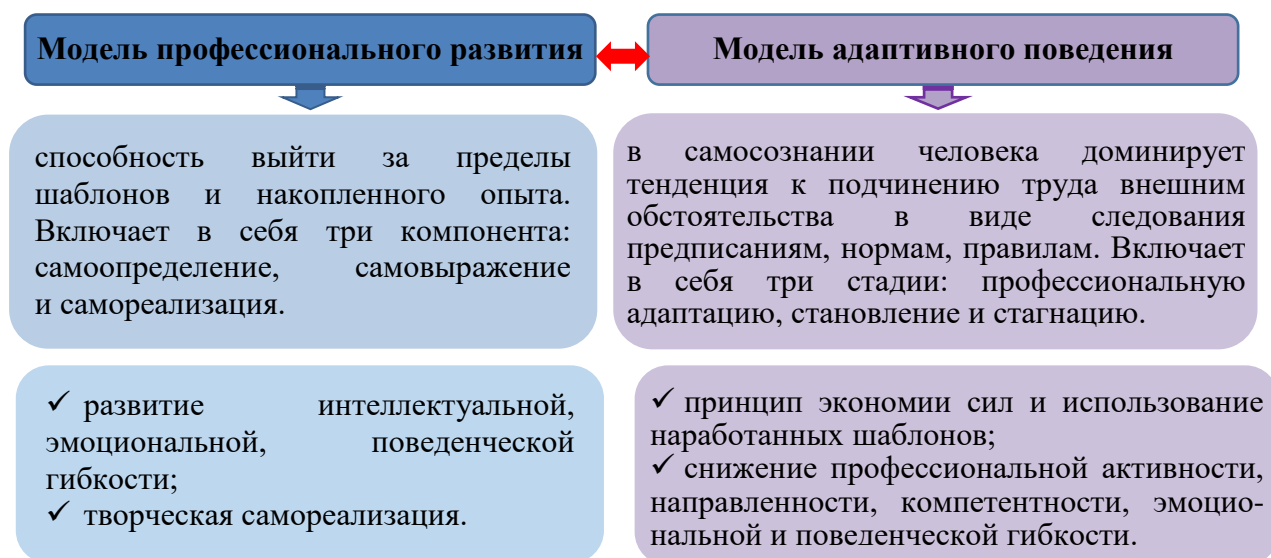 Модель профессионального развития
Модель адаптивного поведения
способность выйти за пределы
шаблонов и накопленного опыта.
Включает в себя три компонента:
самоопределение, самовыражение
и самореализация.
в самосознании человека доминирует
тенденция к подчинению труда внешним
обстоятельства в виде следования
предписаниям, нормам, правилам. Включает
в себя три стадии: профессиональную
адаптацию, становление и стагнацию.
✓ развитие интеллектуальной,
эмоциональной, поведенческой
гибкости;
✓ творческая самореализация.
✓ принцип экономии сил и использование
наработанных шаблонов;
✓ снижение профессиональной активности,
направленности, компетентности, эмоцио-
нальной и поведенческой гибкости.